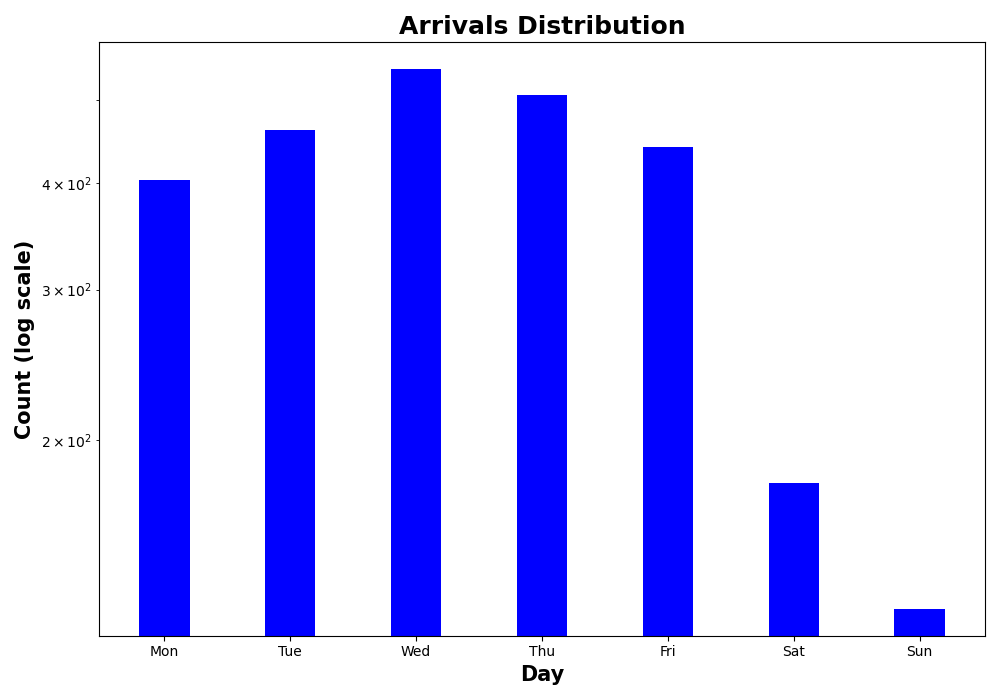 Arrivals Distribution
Count (log scale)
4 × 10²
3 × 10²
2 × 10²
Mon Tue Wed Thu Fri Sat Sun
Day